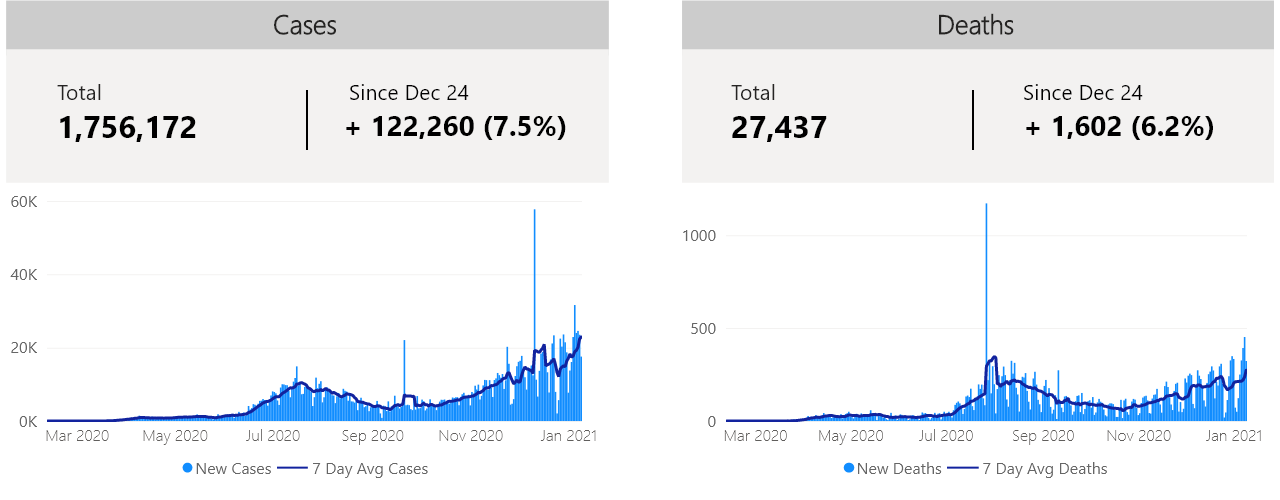 Cases
Total
1,756,172
Since Dec 24
+ 122,260 (7.5%)
60K
40K
20K
0K
Mar 2020 May 2020 Jul 2020 Sep 2020 Nov 2020 Jan 2021
New Cases 7 Day Avg Cases
Deaths
Total
27,437
Since Dec 24
+ 1,602 (6.2%)
1000
500
0
Mar 2020 May 2020 Jul 2020 Sep 2020 Nov 2020 Jan 2021
New Deaths 7 Day Avg Deaths